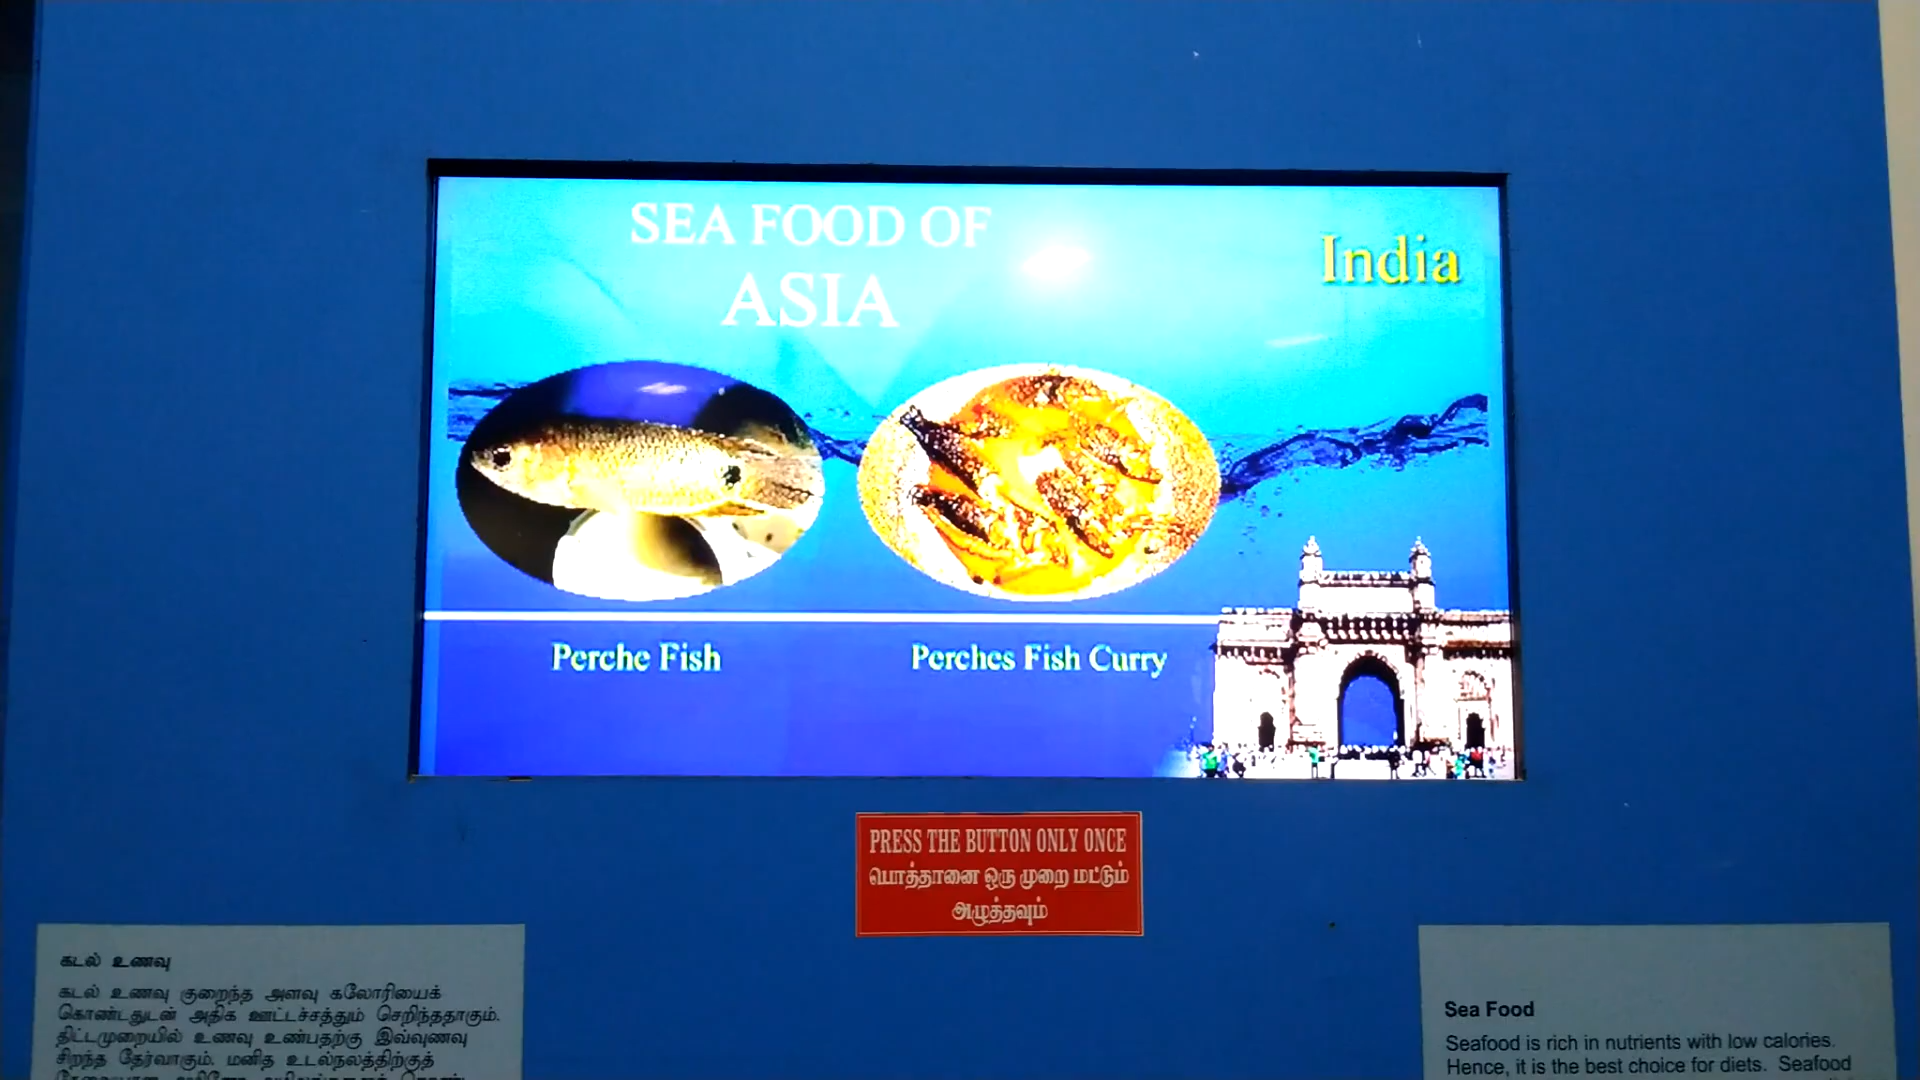 SEA FOOD OF
ASIA
India
Perche Fish
Perches Fish Curry
PRESS THE BUTTON ONLY ONCE
பொத்தானை ஒரு முறை மட்டும்
அழுத்தவும்
கடல் உணவு
கடல் உணவு குறைந்த அளவு கலோரியைக்
கொண்டதுடன் அதிக ஊட்டச்சத்தும் செறிந்ததாகும்.
திட்டமுறையில் உணவு உண்பதற்கு இவ்வுணவு
சிறந்த தேர்வாகும். மனித உடல்நலத்திற்குத்
Sea Food
Seafood is rich in nutrients with low calories.
Hence, it is the best choice for diets. Seafood